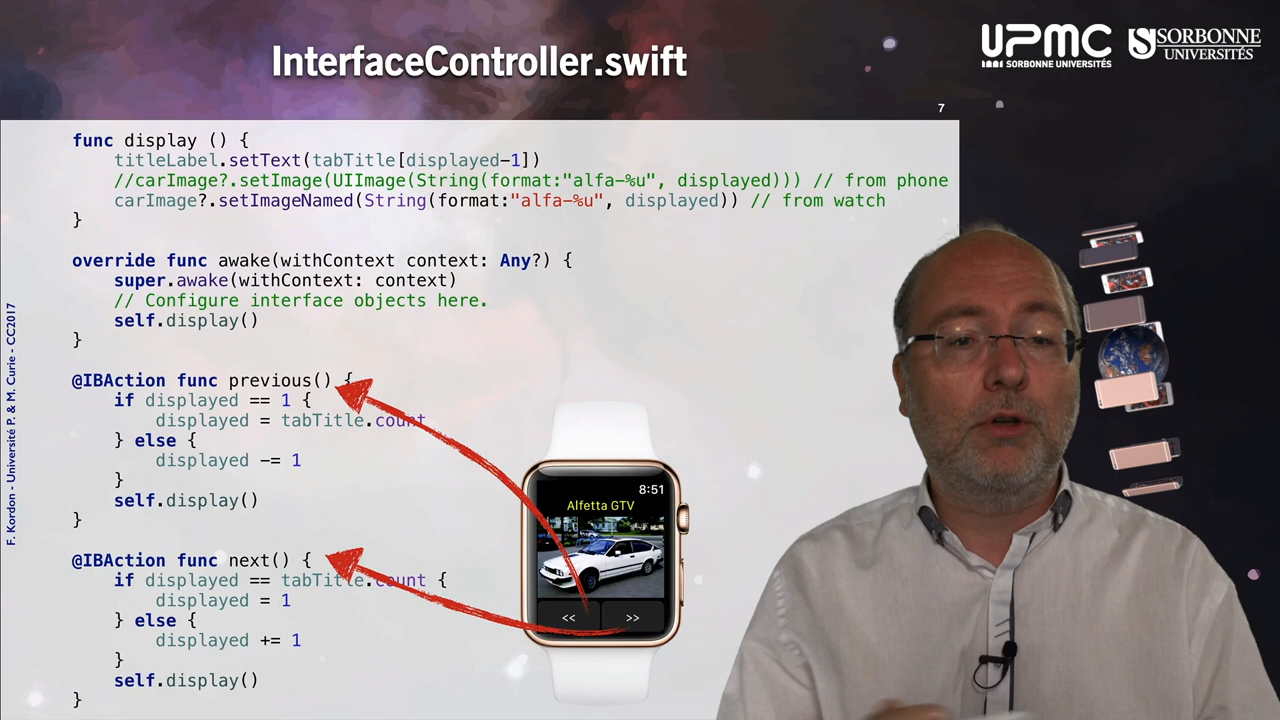 InterfaceController.swift
UPMC
SORBONNE UNIVERSITÉS
SORBONNE
UNIVERSITÉS
7
func display () {
titleLabel.setText(tabTitle[displayed-1])
//carImage?.setImage(UIImage(String(format:"alfa-%u", displayed))) // from phone
carImage?.setImageNamed(String(format:"alfa-%u", displayed)) // from watch
}
override func awake(withContext context: Any?) {
super.awake(withContext: context)
// Configure interface objects here.
self.display()
}
@IBAction func previous() {
if displayed == 1 {
displayed = tabTitle.count
} else {
displayed -= 1
}
self.display()
}
@IBAction func next() {
if displayed == tabTitle.count {
displayed = 1
} else {
displayed += 1
}
self.display()
}
8:51
Alfetta GTV
<< >>
F. Kordon - Université P. & M. Curie - CC2017